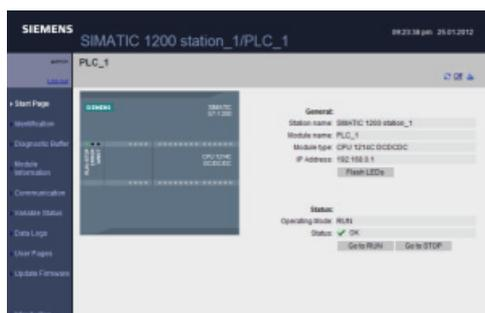 SIEMENS
SIMATIC 1200 station_1/PLC_1
09:23:38 pm 25.01.2012
PLC_1
Start Page
Identification
Diagnostic Buffer
Module
Information
Communication
Variable Status
Data Logs
User Pages
Update Firmware
SIEMENS
SIMATIC
S7-1200
CPU 1214C
DC/DC/DC
General:
Station name: SIMATIC 1200 station_1
Module name: PLC_1
Module type: CPU 1214C DC/DC/DC
IP Address: 192.168.0.1
Flash LEDs
Status:
Operating Mode: RUN
Status: OK
Go to RUN
Go to STOP